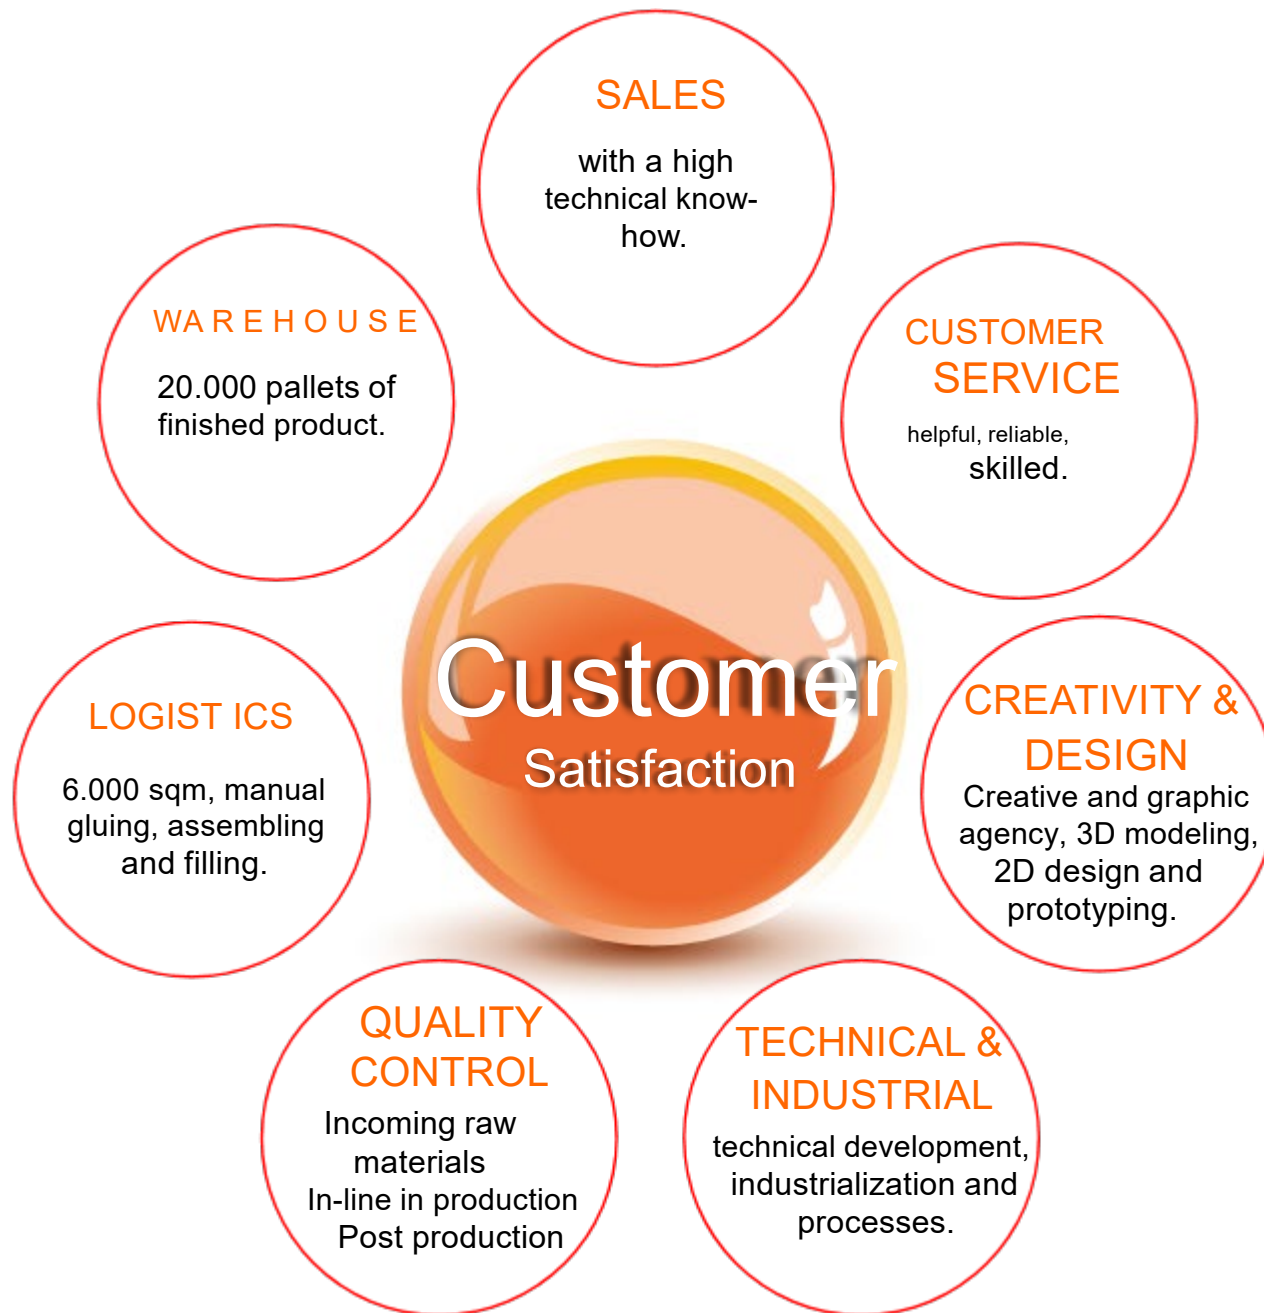 SALES
with a high
technical know-
how.
WAREHOUSE
20.000 pallets of
finished product.
CUSTOMER
SERVICE
helpful, reliable,
skilled.
Customer
Satisfaction
LOGIST ICS
6.000 sqm, manual
gluing, assembling
and filling.
CREATIVITY &
DESIGN
Creative and graphic
agency, 3D modeling,
2D design and
prototyping.
QUALITY
CONTROL
Incoming raw
materials
In-line in production
Post production
TECHNICAL &
INDUSTRIAL
technical development,
industrialization and
processes.